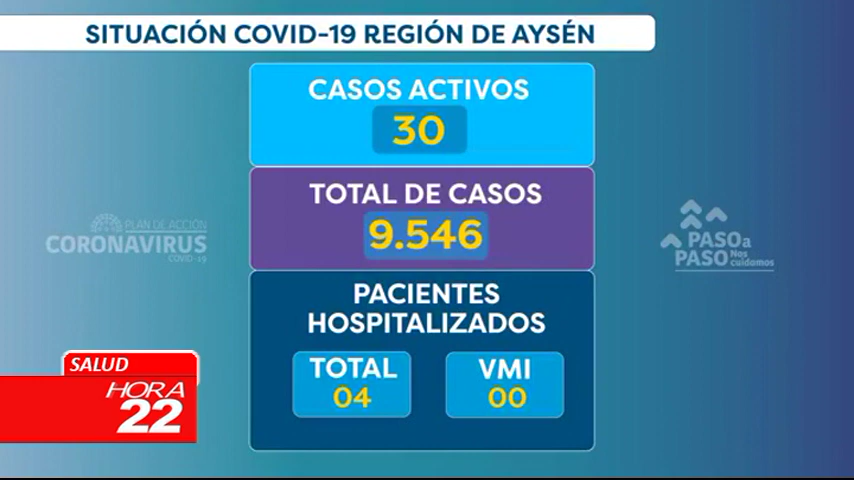 SITUACIÓN COVID-19 REGIÓN DE AYSÉN
CASOS ACTIVOS
30
TOTAL DE CASOS
9.546
PLAN DE ACCIÓN
CORONAVIRUS
COVID-19
PASO a
PASO Nos
cuidamos
PACIENTES
HOSPITALIZADOS
TOTAL
04
VMI
00
SALUD
HORA
22